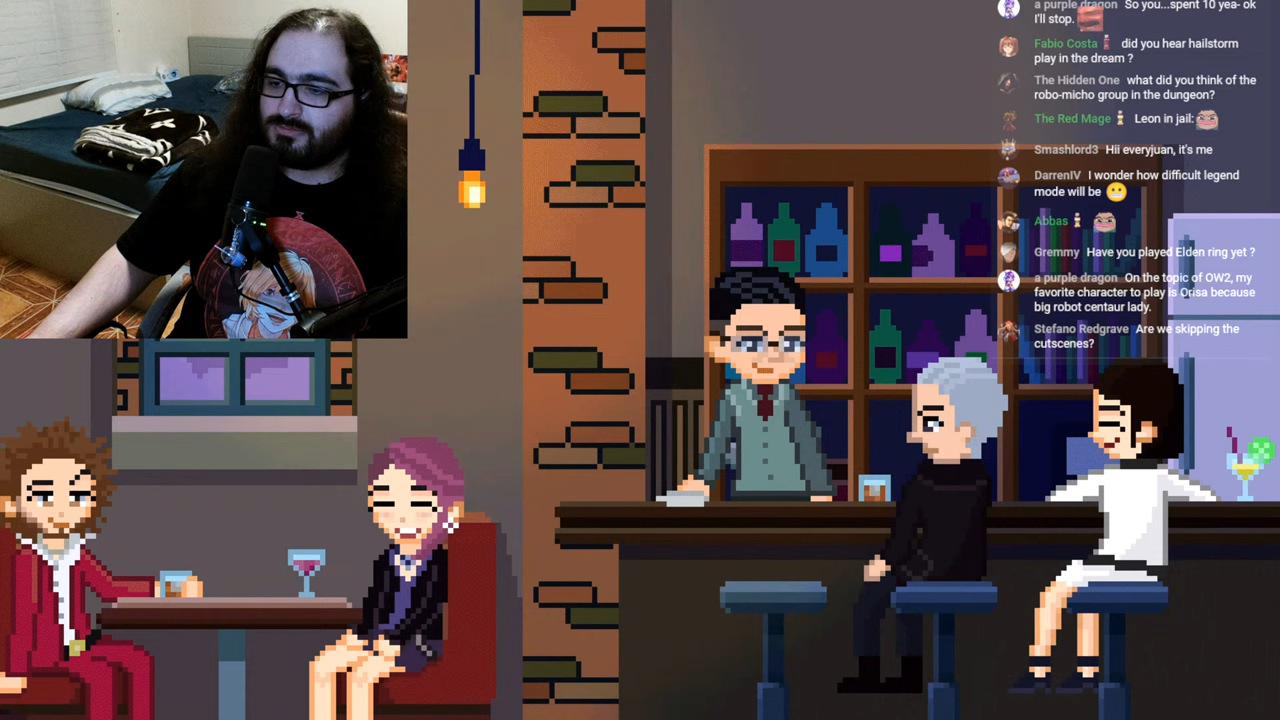 a purple dragon So you...spent 10 yea- ok
I'll stop.
Fabio Costa did you hear hailstorm
play in the dream ?
The Hidden One what did you think of the
robo-micho group in the dungeon?
The Red Mage Leon in jail:
Smashlord3 Hii everyjuan, it's me
DarrenIV I wonder how difficult legend
mode will be
Abbas
Gremmy Have you played Elden ring yet ?
a purple dragon On the topic of OW2, my
favorite character to play is Orisa because
big robot centaur lady.
Stefano Redgrave Are we skipping the
cutscenes?